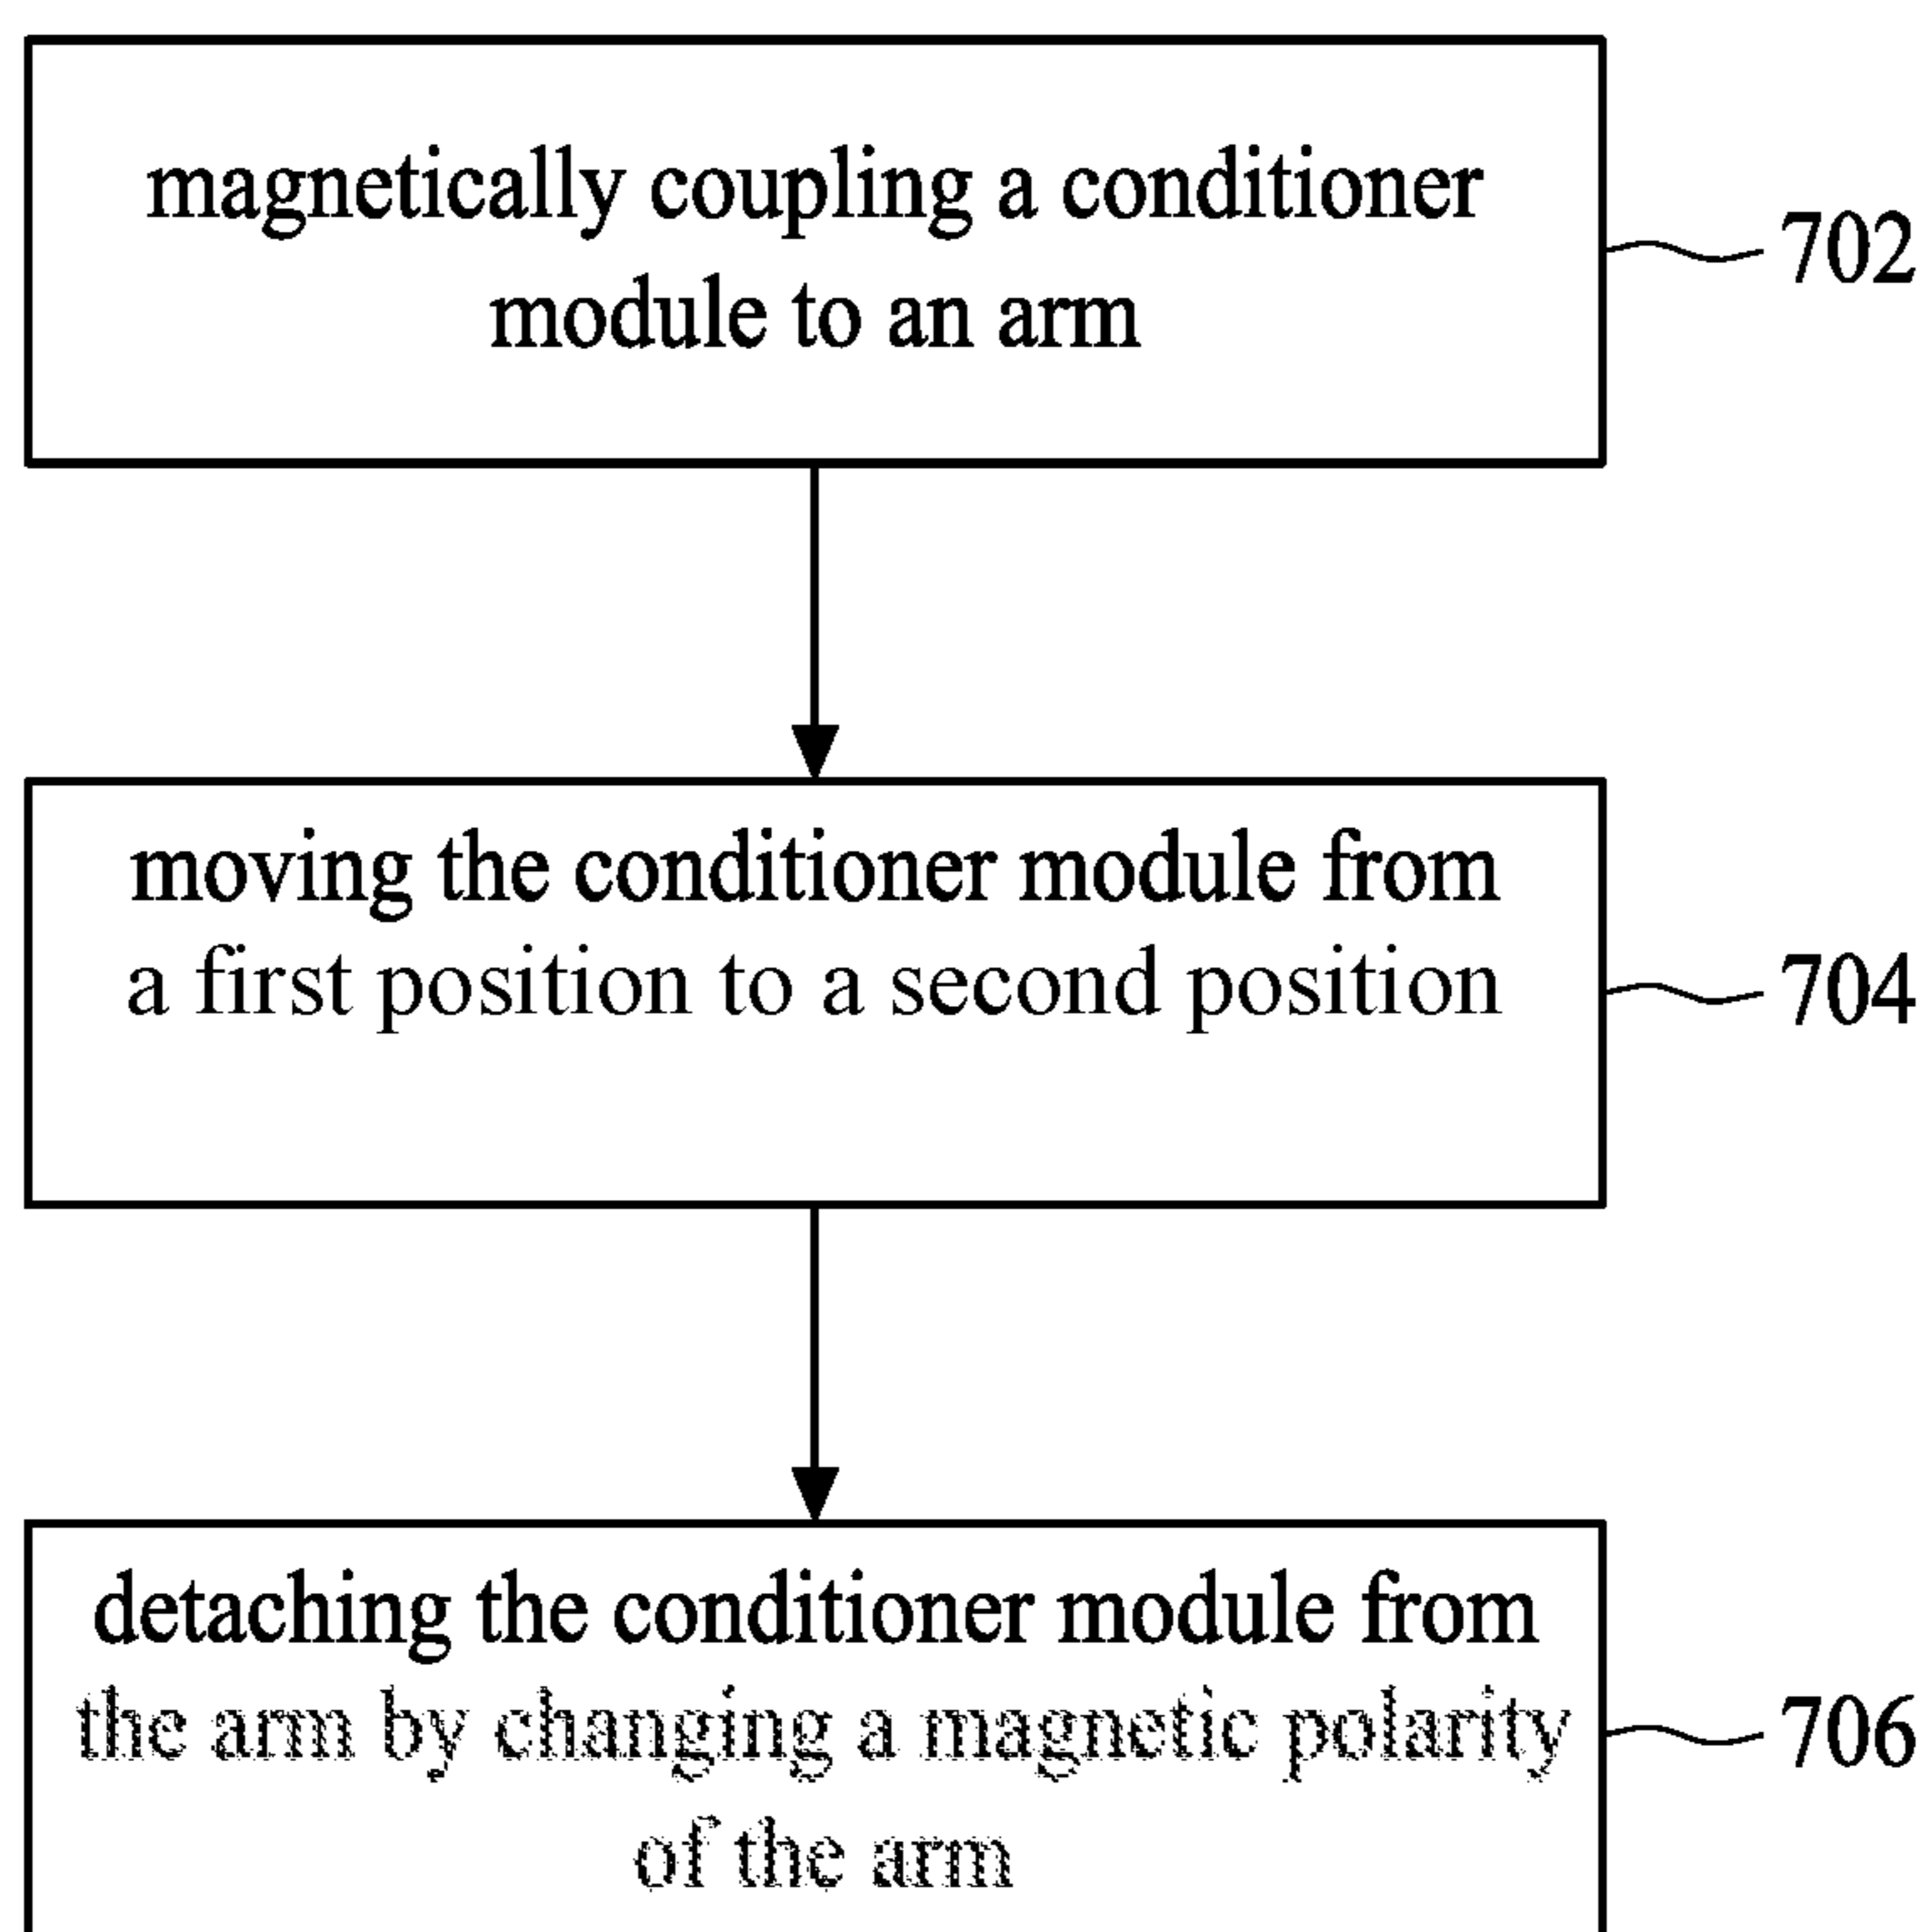 magnetically coupling a conditioner
module to an arm
702
moving the conditioner module from
a first position to a second position
704
detaching the conditioner module from
the arm by changing a magnetic polarity
of the arm
706